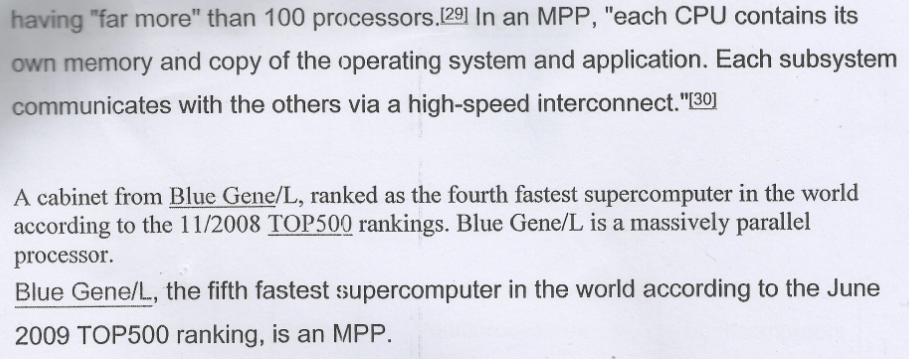 having "far more" than 100 processors.[29] In an MPP, "each CPU contains its
own memory and copy of the operating system and application. Each subsystem
communicates with the others via a high-speed interconnect."[30]
A cabinet from Blue Gene/L, ranked as the fourth fastest supercomputer in the world
according to the 11/2008 TOP500 rankings. Blue Gene/L is a massively parallel
processor.
Blue Gene/L, the fifth fastest supercomputer in the world according to the June
2009 TOP500 ranking, is an MPP.